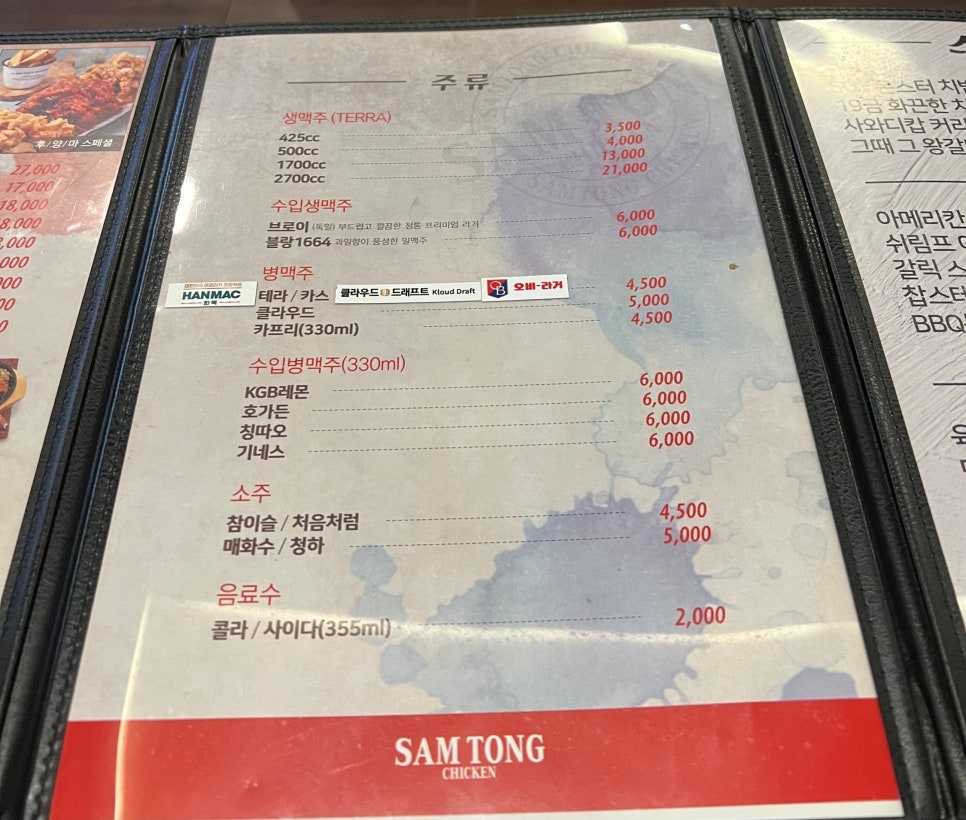 후/양/마 스페셜
27,000
17,000
18,000
주류
생맥주 (TERRA)
425cc 3,500
500cc 4,000
1700cc 13,000
2700cc 21,000
수입생맥주
브로이 (독일) 부드럽고 깔끔한 정통 프리미엄 라거 6,000
블랑1664 과일향이 풍성한 밀맥주 6,000
병맥주
HANMAC 한맥 테라 / 카스 클라우드 드래프트 Kloud Draft OB 오비-라거 4,500
클라우드 5,000
카프리(330ml) 4,500
수입병맥주(330ml)
KGB레몬 6,000
호가든 6,000
칭따오 6,000
기네스 6,000
소주
참이슬 / 처음처럼 4,500
매화수 / 청하 5,000
음료수
콜라 / 사이다(355ml) 2,000
SAM TONG
CHICKEN
19금 화끈한
사와디캅
그때 그 왕갈
아메리칸
쉬림프
갈릭
찹스터
BBQ